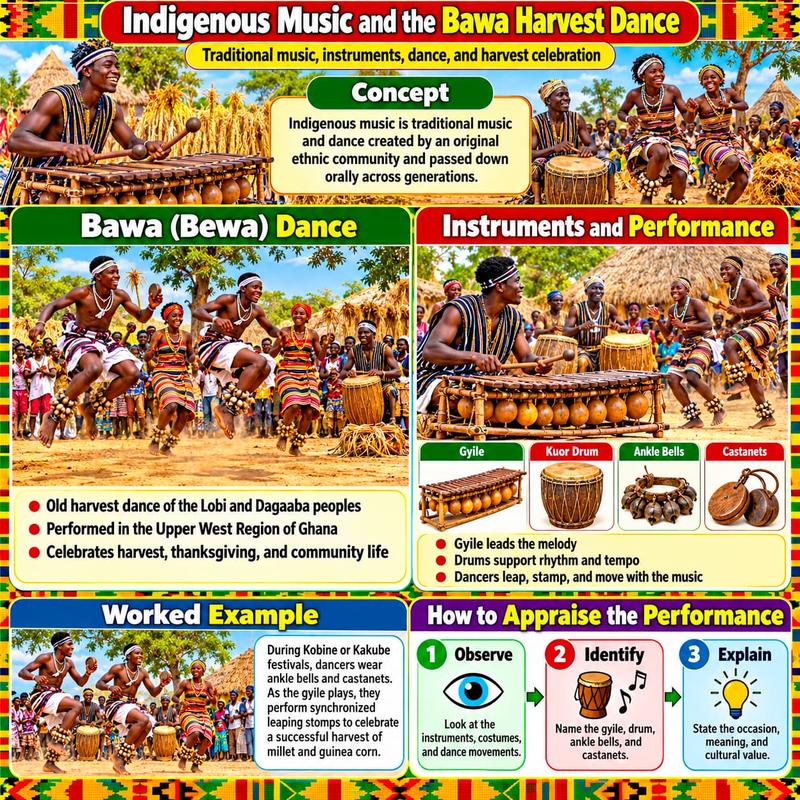 Indigenous Music and the Bawa Harvest Dance
Traditional music, instruments, dance, and harvest celebration
Concept
Indigenous music is traditional music
and dance created by an original
ethnic community and passed down
orally across generations.
Bawa (Bewa) Dance
Old harvest dance of the Lobi and Dagaaba peoples
Performed in the Upper West Region of Ghana
Celebrates harvest, thanksgiving, and community life
Instruments and Performance
Gyile
Kuor Drum
Ankle Bells
Castanets
Gyile leads the melody
Drums support rhythm and tempo
Dancers leap, stamp, and move with the music
Worked Example
During Kobine or Kakube
festivals, dancers wear
ankle bells and castanets.
As the gyile plays, they
perform synchronized
leaping stomps to celebrate
a successful harvest of
millet and guinea corn.
How to Appraise the Performance
1 Observe
Look at the
instruments, costumes,
and dance movements.
2 Identify
Name the gyile, drum,
ankle bells, and
castanets.
3 Explain
State the occasion,
meaning, and
cultural value.